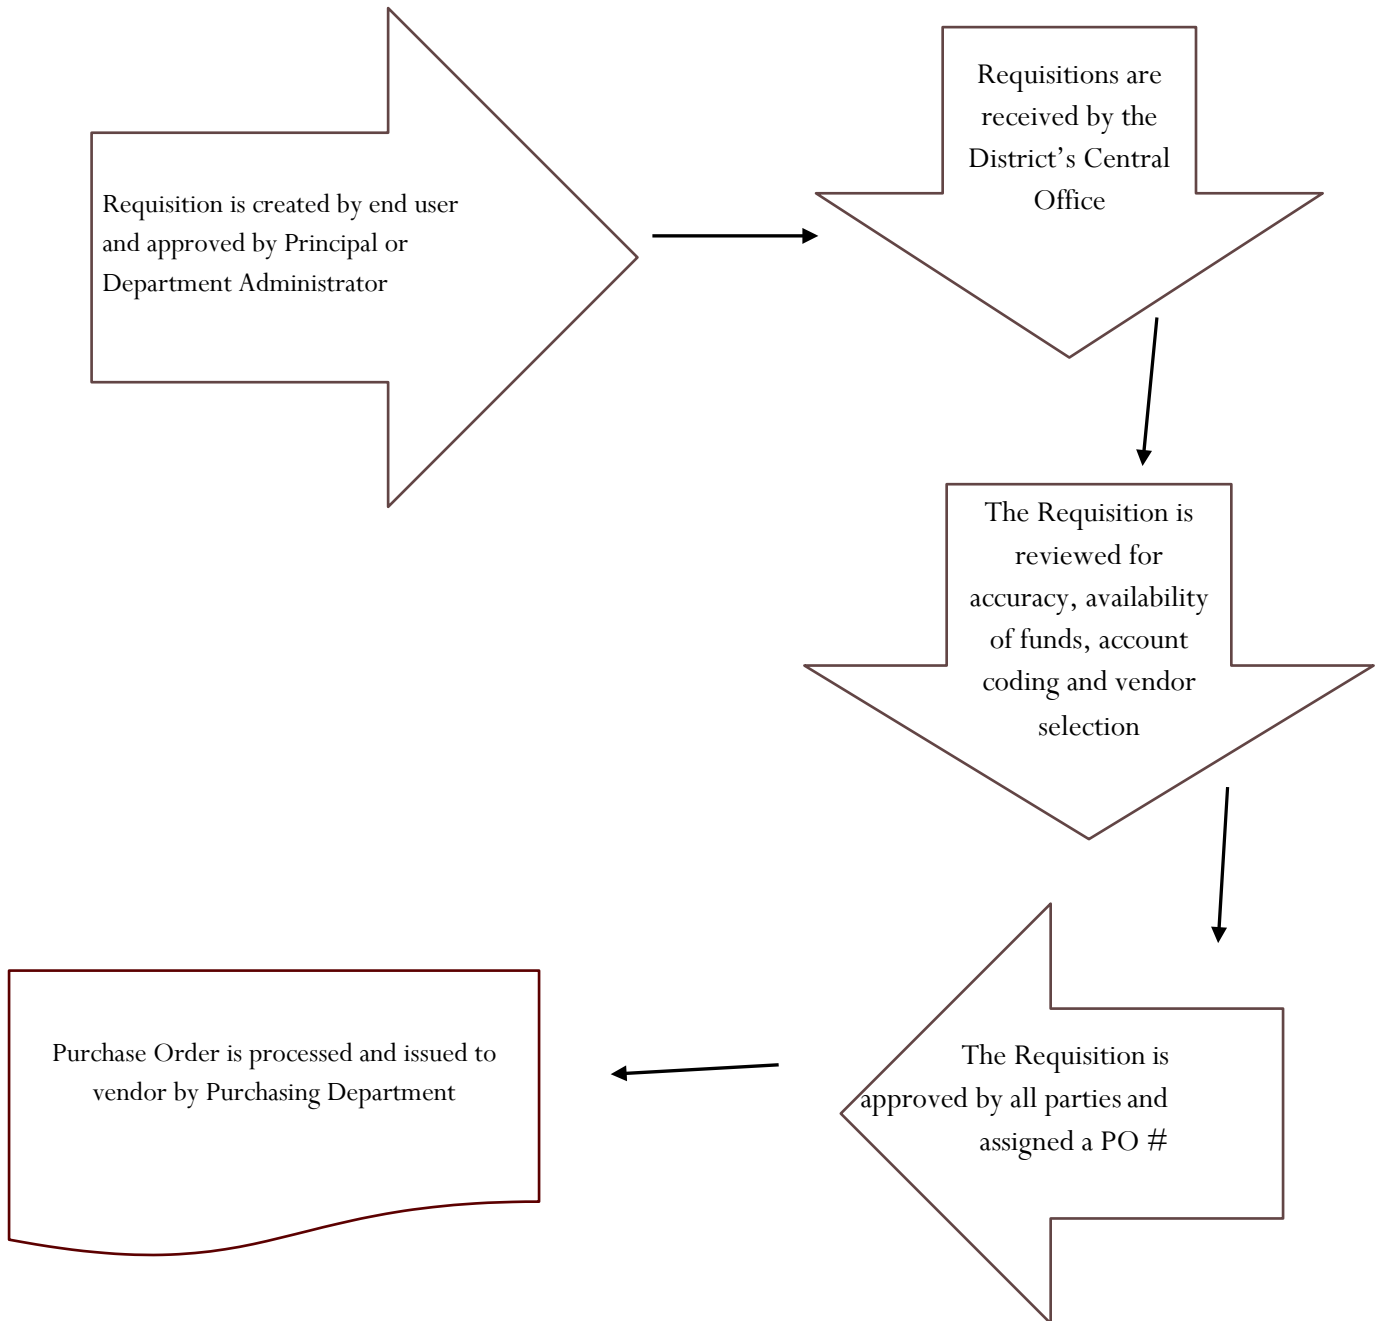 Requisition is created by end user
and approved by Principal or
Department Administrator
Requisitions are
received by the
District’s Central
Office
The Requisition is
reviewed for
accuracy, availability
of funds, account
coding and vendor
selection
The Requisition is
approved by all parties and
assigned a PO #
Purchase Order is processed and issued to
vendor by Purchasing Department